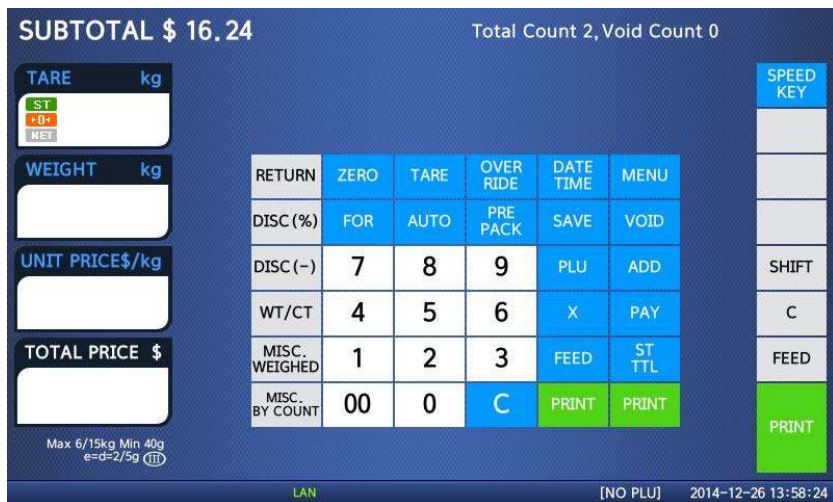 SUBTOTAL $ 16.24
Total Count 2, Void Count 0
TARE kg
ST
►0◄
NET
WEIGHT kg
UNIT PRICE$/kg
TOTAL PRICE $
Max 6/15kg Min 40g
e=d=2/5g III
RETURN ZERO TARE OVER RIDE DATE TIME MENU
DISC(%) FOR AUTO PRE PACK SAVE VOID
DISC(-) 7 8 9 PLU ADD
WT/CT 4 5 6 X PAY
MISC. WEIGHED 1 2 3 FEED ST TTL
MISC. BY COUNT 00 0 C PRINT PRINT
SPEED
KEY
SHIFT
C
FEED
PRINT
LAN
[NO PLU] 2014-12-26 13:58:24